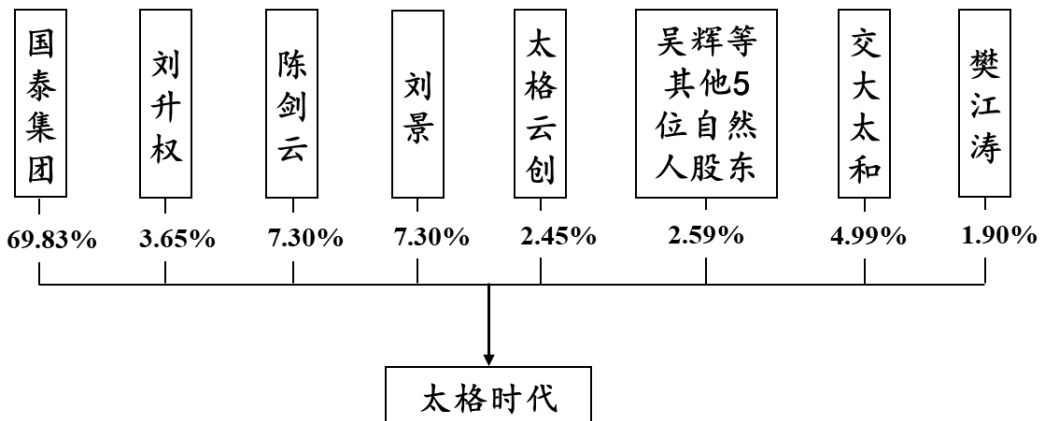 国泰集团
刘升权
陈剑云
刘景
太格云创
吴辉等
其他5
位自然
人股东
交大太和
樊江涛
69.83%
3.65%
7.30%
7.30%
2.45%
2.59%
4.99%
1.90%
太格时代